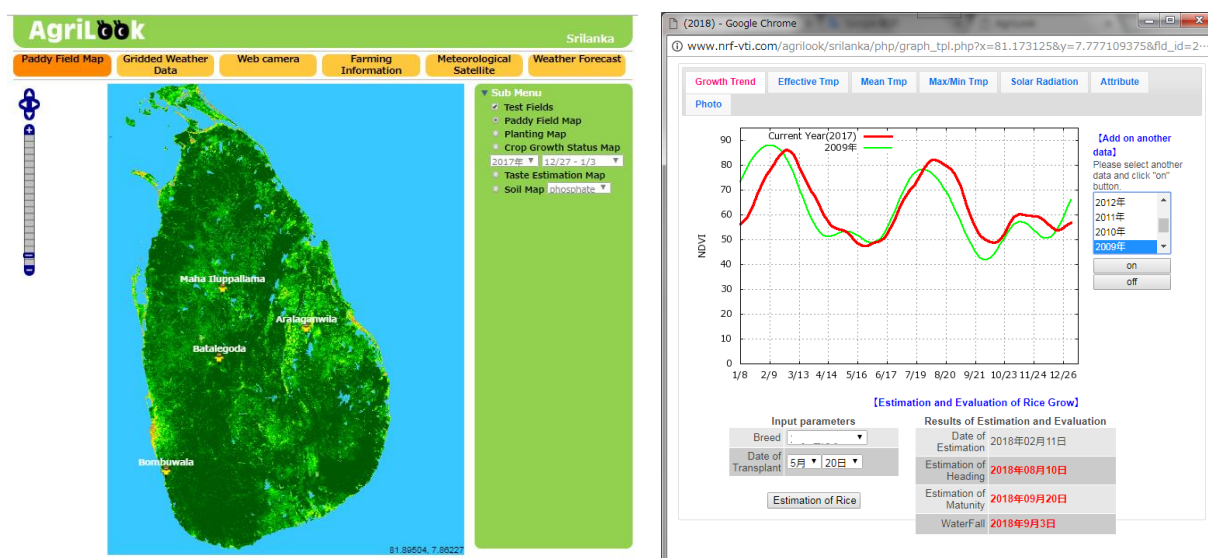 AgriLook
Srilanka
Paddy Field Map
Gridded Weather
Data
Web camera
Farming
Information
Meteorological
Satellite
Weather Forecast
Sub Menu
Test Fields
Paddy Field Map
Planting Map
Crop Growth Status Map
2017年 12/27 - 1/3
Taste Estimation Map
Soil Map phosphate
Maha Iluppallama
Aralaganwila
Batalegoda
Bombuwala
81.89504, 7.86227
(2018) - Google Chrome
www.nrf-vti.com/agrilook/srilanka/php/graph_tpl.php?x=81.173125&y=7.777109375&fld_id=2···
Growth Trend
Effective Tmp
Mean Tmp
Max/Min Tmp
Solar Radiation
Attribute
Photo
Current Year(2017)
2009年
NDVI
90
80
70
60
50
40
30
20
10
0
1/8 2/9 3/13 4/14 5/16 6/17 7/19 8/20 9/21 10/23 11/24 12/26
【Add on another
data】
Please select another
data and click "on"
button.
2012年
2011年
2010年
2009年
on
off
【Estimation and Evaluation of Rice Grow】
Input parameters
Breed
Date of
Transplant
5月 20日
Estimation of Rice
Results of Estimation and Evaluation
Date of
Estimation
2018年02月11日
Estimation of
Heading
2018年08月10日
Estimation of
Matunity
2018年09月20日
WaterFall 2018年9月3日